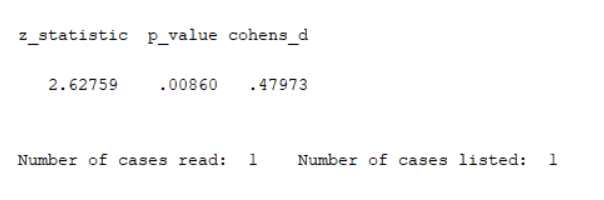 z_statistic p_value cohens_d
2.62759 .00860 .47973
Number of cases read: 1 Number of cases listed: 1